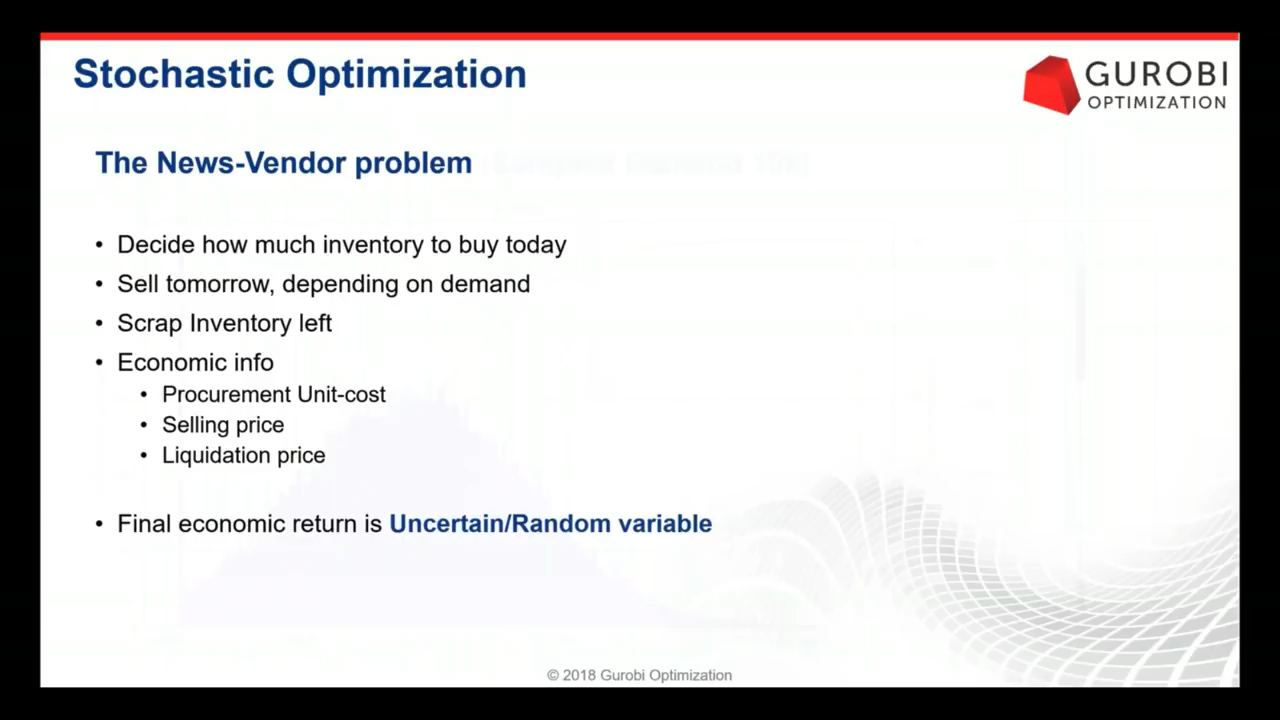 Stochastic Optimization
GUROBI
OPTIMIZATION
The News-Vendor problem
• Decide how much inventory to buy today
• Sell tomorrow, depending on demand
• Scrap Inventory left
• Economic info
• Procurement Unit-cost
• Selling price
• Liquidation price
• Final economic return is Uncertain/Random variable
© 2018 Gurobi Optimization